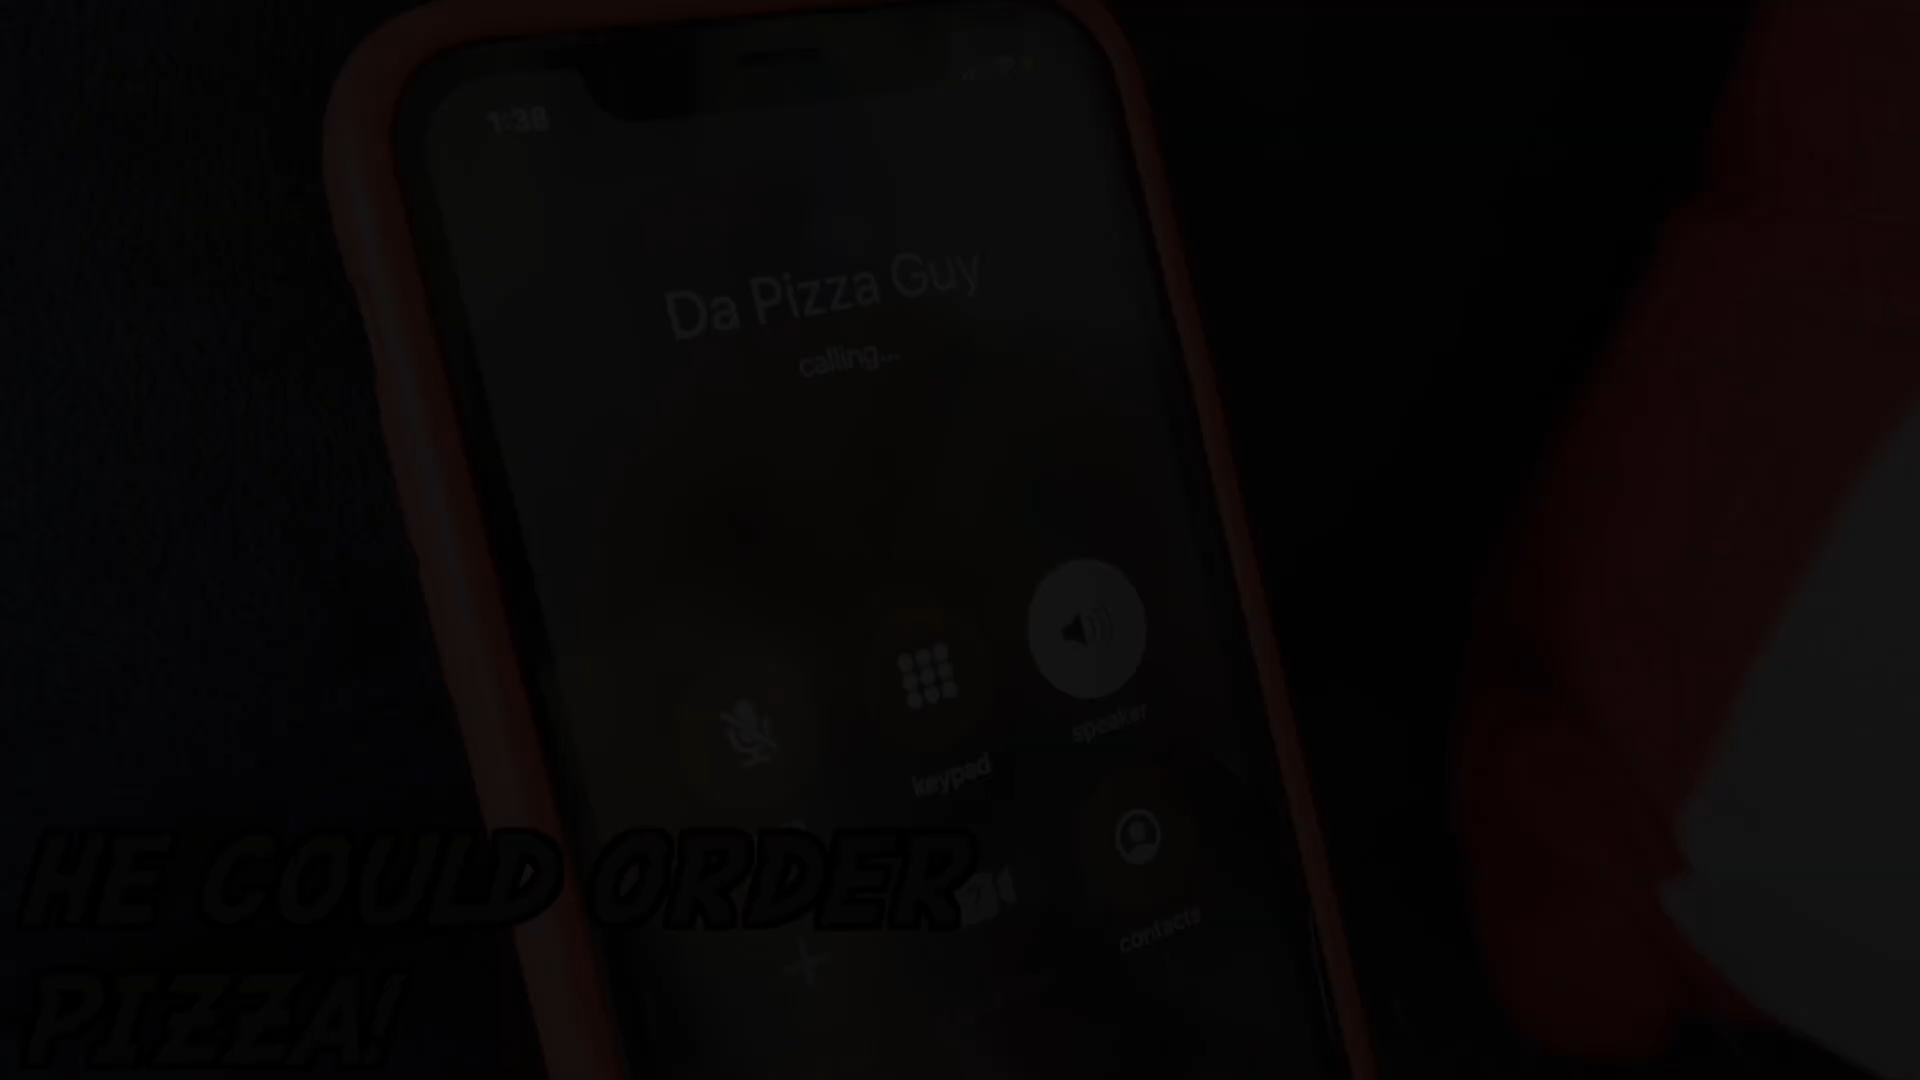 1:38
Da Pizza Guy
calling...
speaker
keypad
contacts
HE COULD ORDER
PIZZA!